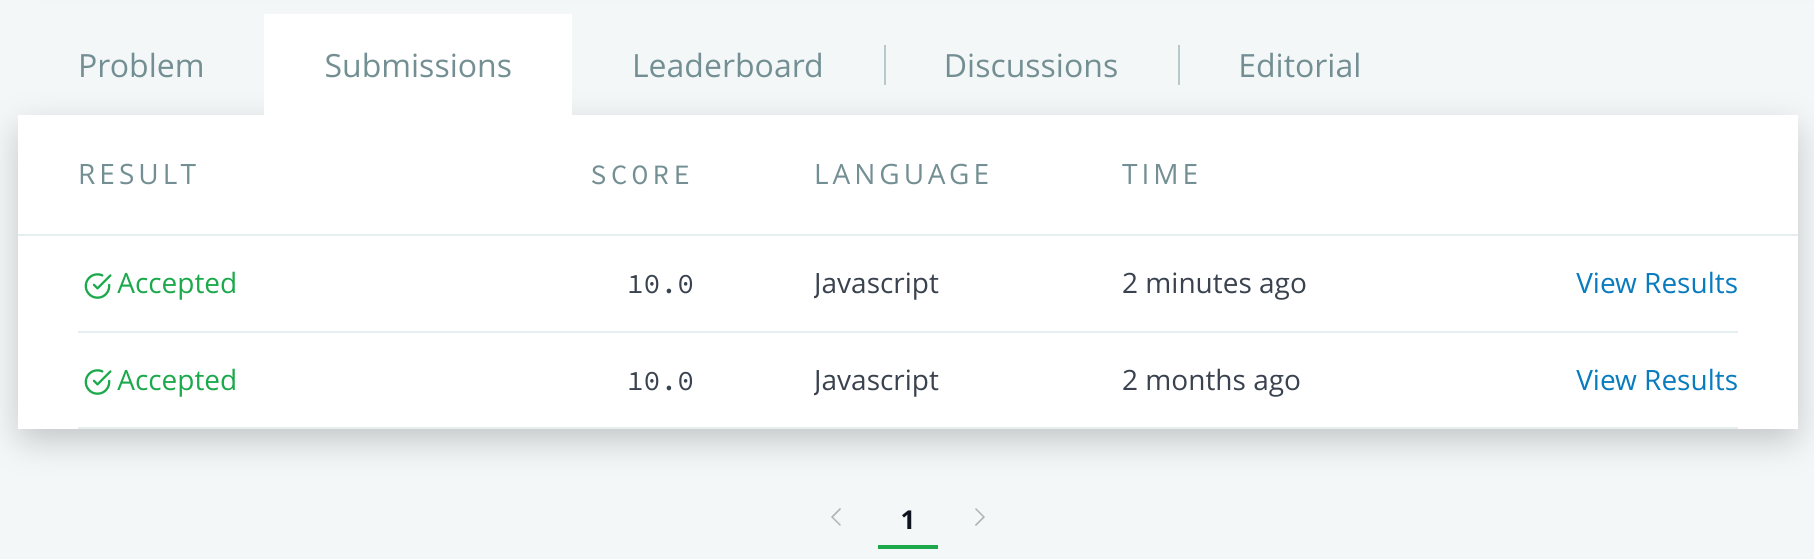 Problem Submissions Leaderboard Discussions Editorial
RESULT SCORE LANGUAGE TIME
Accepted 10.0 Javascript 2 minutes ago View Results
Accepted 10.0 Javascript 2 months ago View Results
1